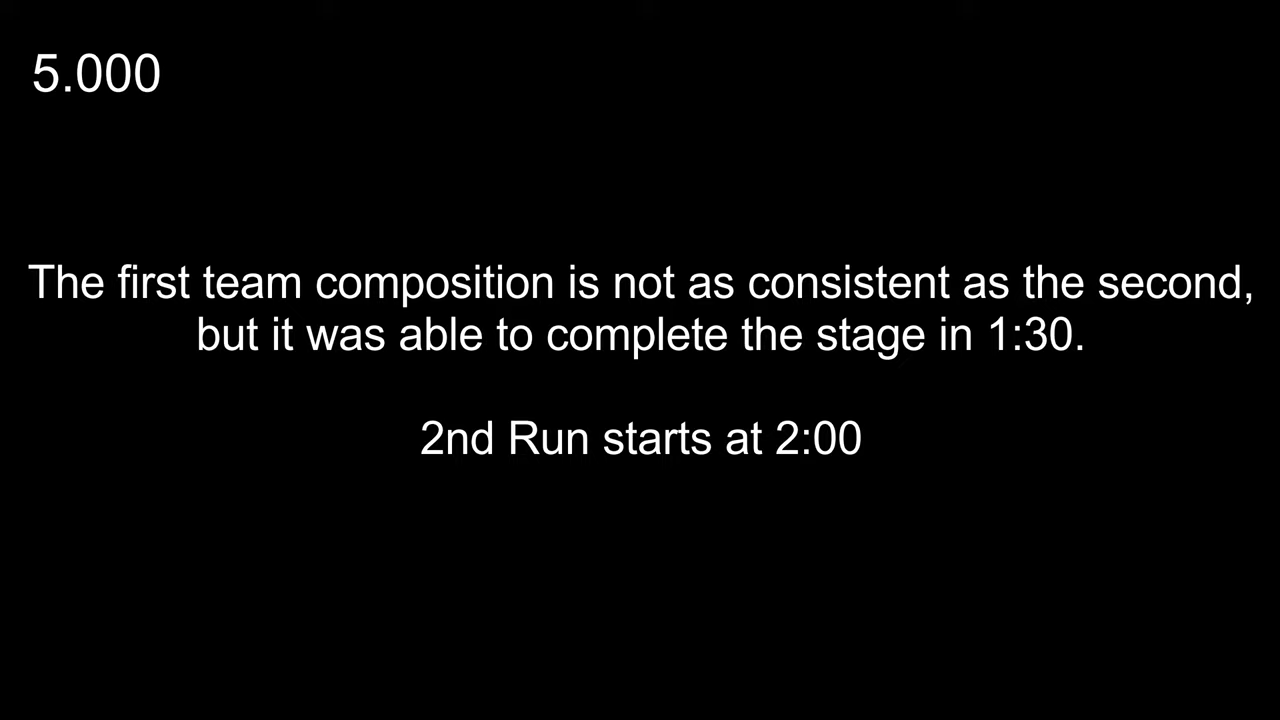 5.000
The first team composition is not as consistent as the second,
but it was able to complete the stage in 1:30.
2nd Run starts at 2:00